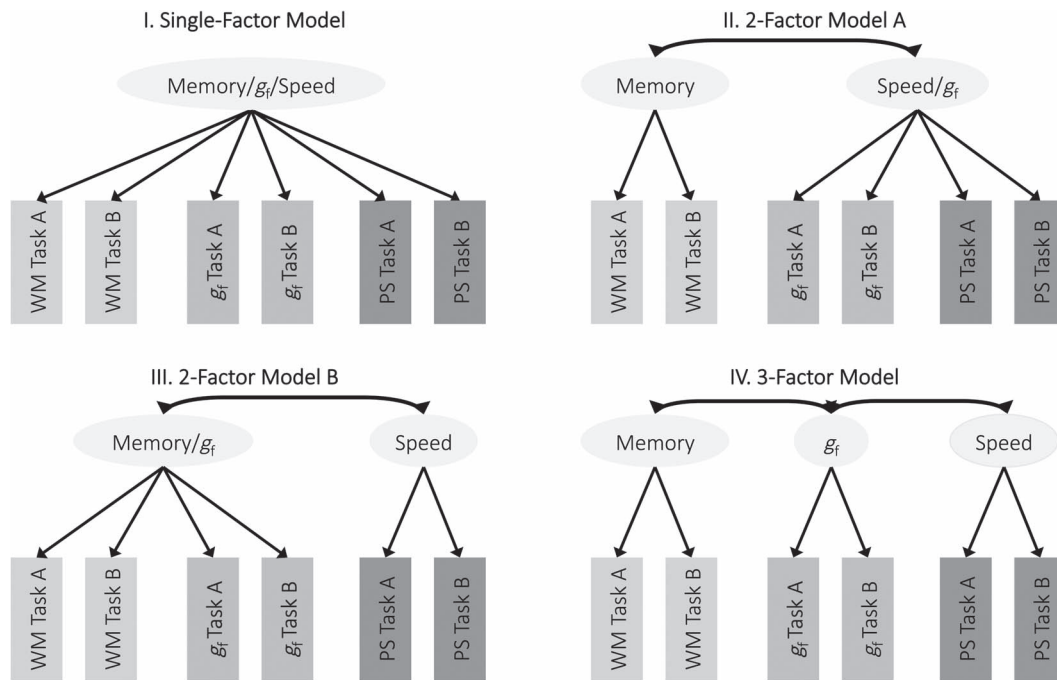 I. Single-Factor Model
Memory/gf/Speed
WM Task A
WM Task B
gf Task A
gf Task B
PS Task A
PS Task B
II. 2-Factor Model A
Memory
Speed/gf
WM Task A
WM Task B
gf Task A
gf Task B
PS Task A
PS Task B
III. 2-Factor Model B
Memory/gf
Speed
WM Task A
WM Task B
gf Task A
gf Task B
PS Task A
PS Task B
IV. 3-Factor Model
Memory
gf
Speed
WM Task A
WM Task B
gf Task A
gf Task B
PS Task A
PS Task B